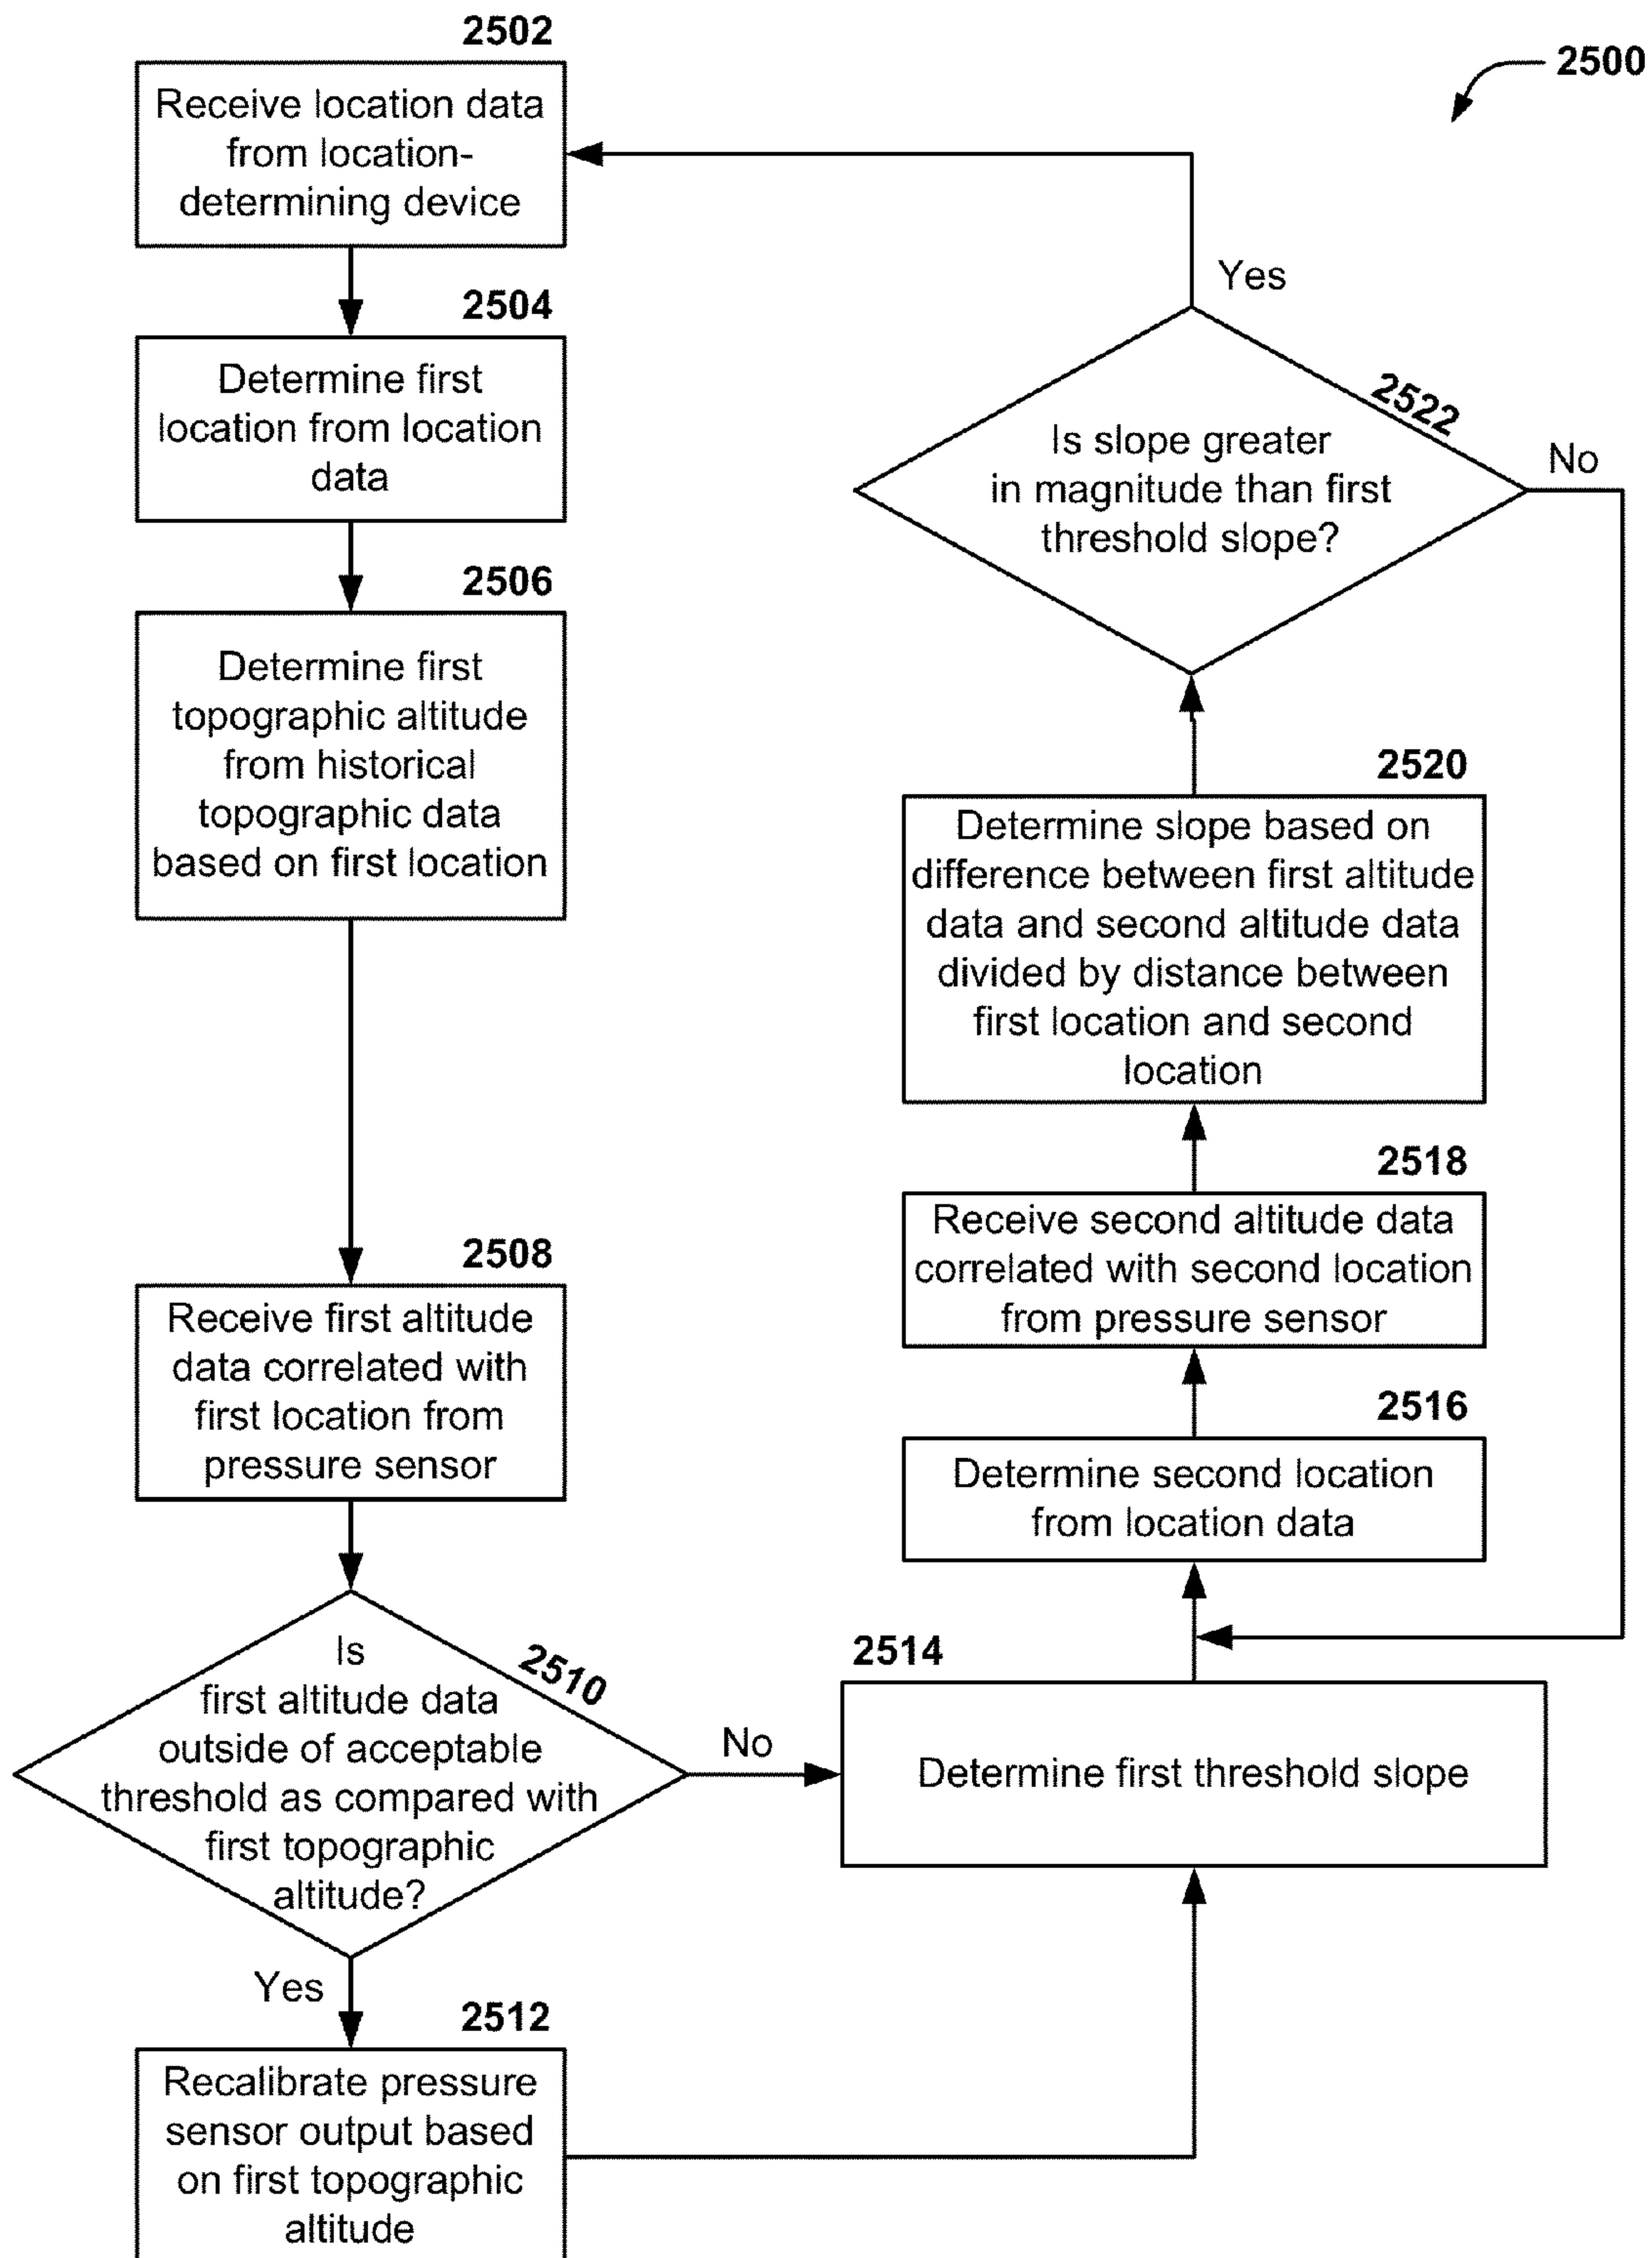 2500
2502
Receive location data
from location-
determining device
2504
Determine first
location from location
data
2506
Determine first
topographic altitude
from historical
topographic data
based on first location
2508
Receive first altitude
data correlated with
first location from
pressure sensor
2510
Is
first altitude data
outside of acceptable
threshold as compared with
first topographic
altitude?
No
Yes
2512
Recalibrate pressure
sensor output based
on first topographic
altitude
2514
Determine first threshold slope
2516
Determine second location
from location data
2518
Receive second altitude data
correlated with second location
from pressure sensor
2520
Determine slope based on
difference between first altitude
data and second altitude data
divided by distance between
first location and second
location
2522
Is slope greater
in magnitude than first
threshold slope?
Yes
No